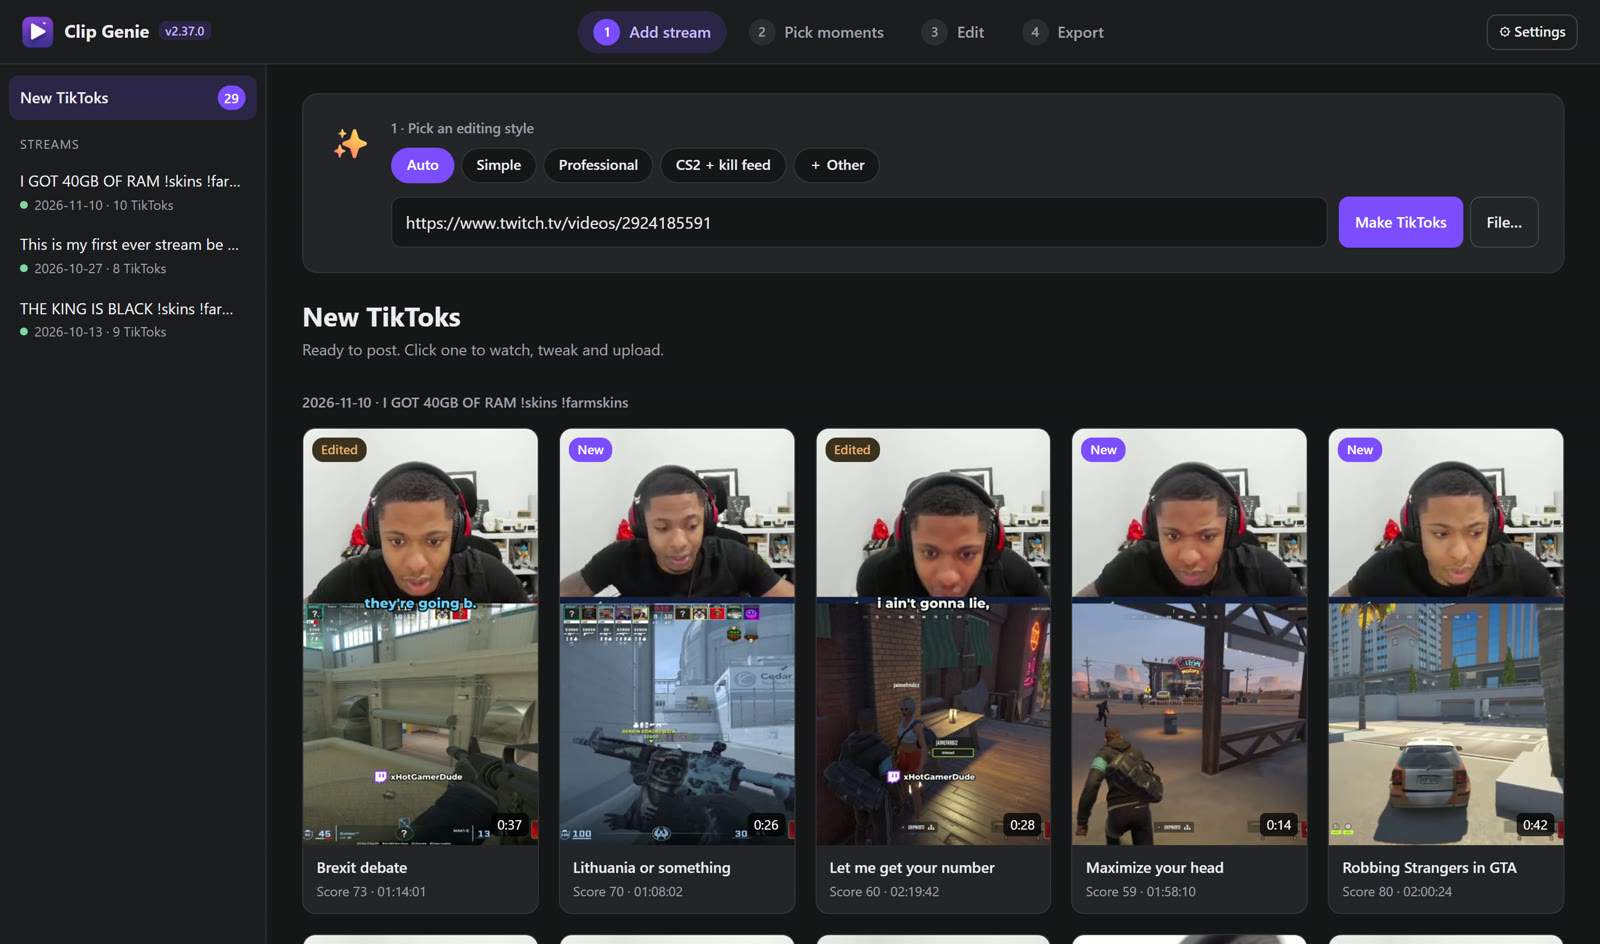 Clip Genie v2.37.0
1 Add stream
2 Pick moments
3 Edit
4 Export
Settings
New TikToks 29
STREAMS
I GOT 40GB OF RAM !skins !far...
2026-11-10 · 10 TikToks
This is my first ever stream be ...
2026-10-27 · 8 TikToks
THE KING IS BLACK !skins !far...
2026-10-13 · 9 TikToks
1 · Pick an editing style
Auto
Simple
Professional
CS2 + kill feed
+ Other
https://www.twitch.tv/videos/2924185591
Make TikToks
File...
New TikToks
Ready to post. Click one to watch, tweak and upload.
2026-11-10 · I GOT 40GB OF RAM !skins !farmskins
Edited
they're going b.
xHotGamerDude
45
13
0:37
Brexit debate
Score 73 · 01:14:01
New
Cedar
100
30
0:26
Lithuania or something
Score 70 · 01:08:02
Edited
i ain't gonna lie,
xHotGamerDude
0:28
Let me get your number
Score 60 · 02:19:42
New
0:14
Maximize your head
Score 59 · 01:58:10
New
0:42
Robbing Strangers in GTA
Score 80 · 02:00:24